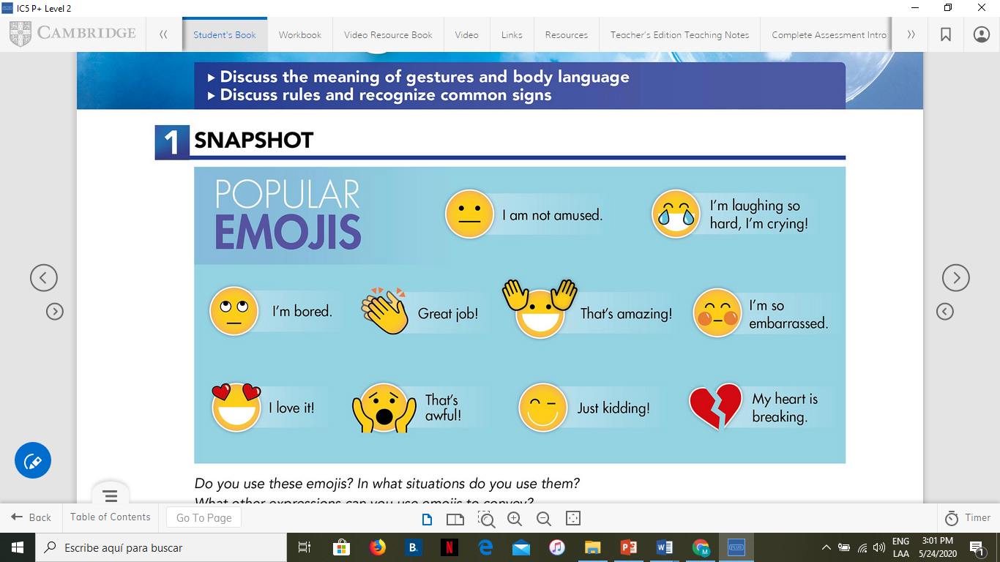 IC5 P+ Level 2
CAMBRIDGE
Student's Book
Workbook
Video Resource Book
Video
Links
Resources
Teacher's Edition Teaching Notes
Complete Assessment Intro
Discuss the meaning of gestures and body language
Discuss rules and recognize common signs
1 SNAPSHOT
POPULAR
EMOJIS
I am not amused.
I'm laughing so
hard, I'm crying!
I'm bored.
Great job!
That's amazing!
I'm so
embarrassed.
I love it!
That's
awful!
Just kidding!
My heart is
breaking.
Do you use these emojis? In what situations do you use them?
What other expressions can you use emojis to convey?
Back
Table of Contents
Go To Page
Timer
Escribe aquí para buscar
ENG
LAA
3:01 PM
5/24/2020
1